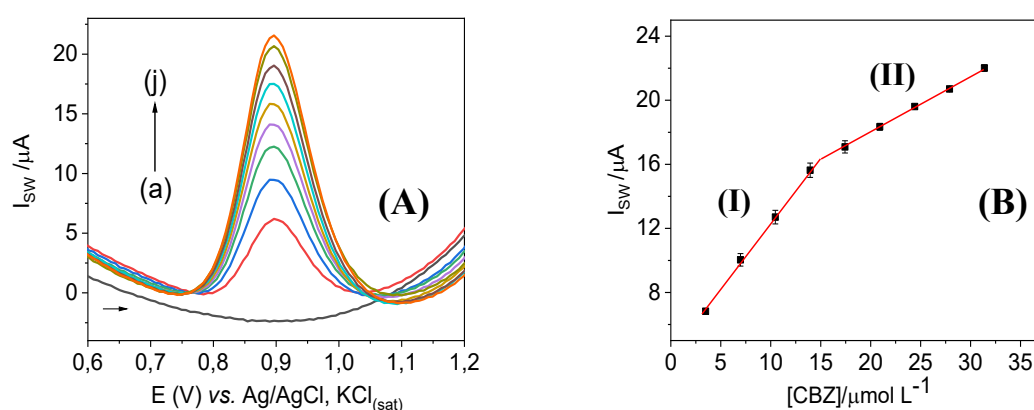 20
15
10
5
0
I_SW /µA
(j)
(a)
(A)
0,6 0,7 0,8 0,9 1,0 1,1 1,2
E (V) vs. Ag/AgCl, KCl(sat)
24
20
16
12
8
I_SW /µA
(I)
(II)
(B)
0 5 10 15 20 25 30 35
[CBZ]/µmol L⁻¹